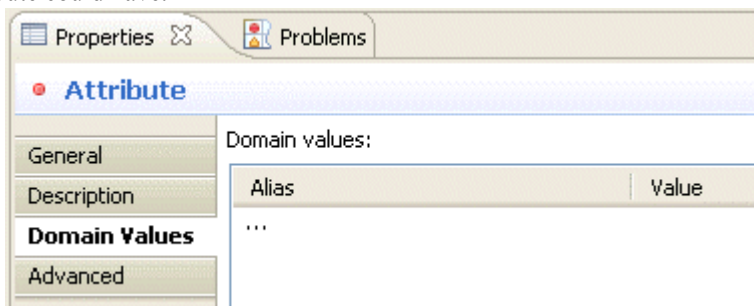 Properties Problems
Attribute
General
Description
Domain Values
Advanced
Domain values:
Alias Value
...